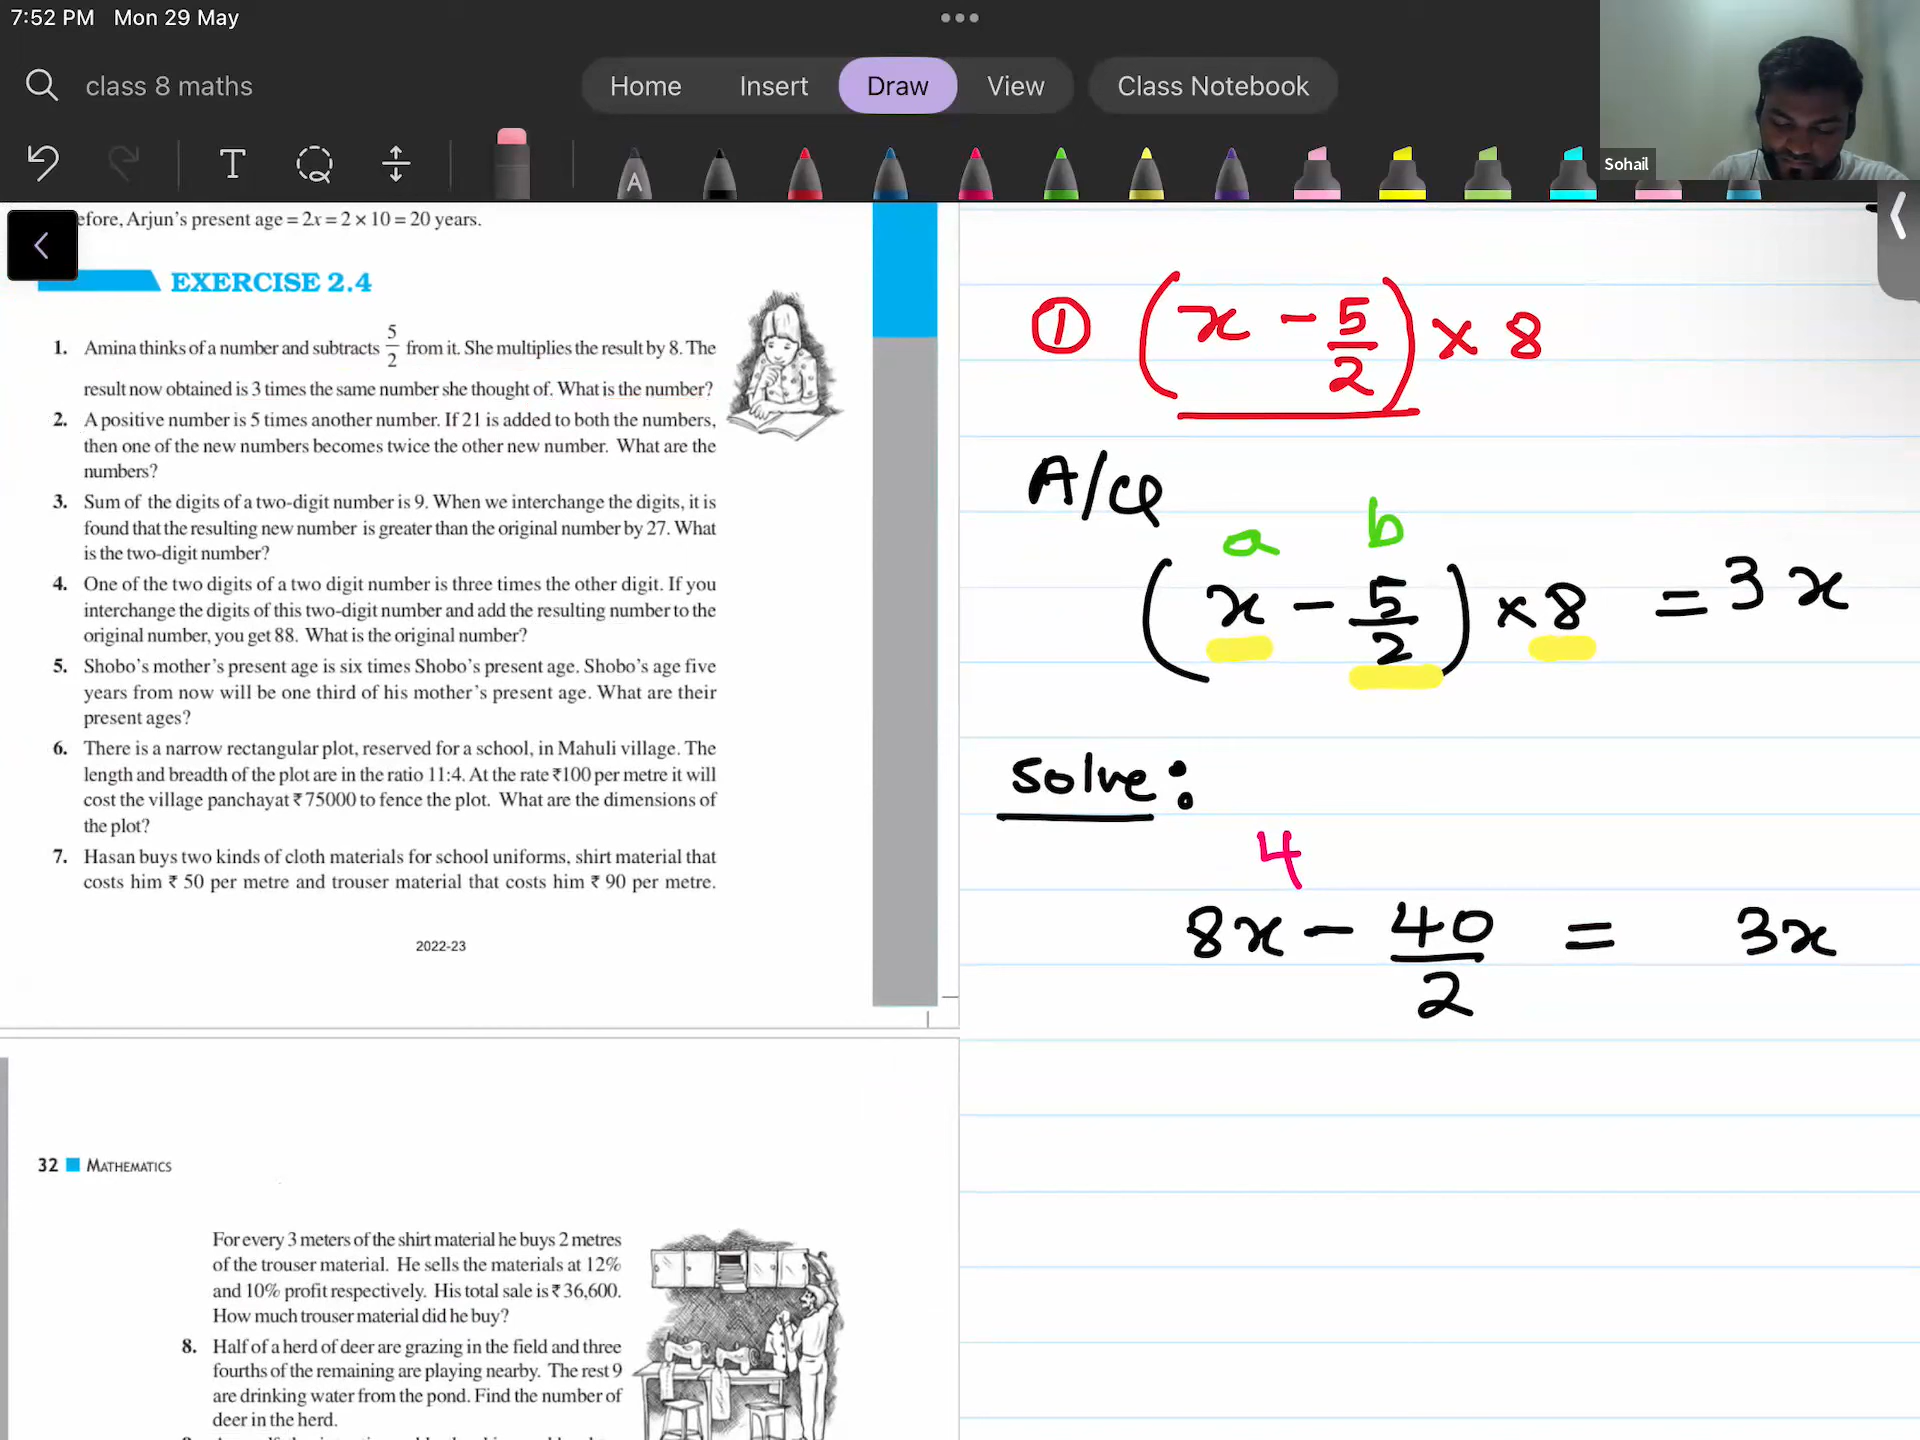 7:52 PM Mon 29 May
class 8 maths
Home Insert Draw View Class Notebook
T
A
Sohail
efore, Arjun's present age = 2x = 2 × 10 = 20 years.
EXERCISE 2.4
1. Amina thinks of a number and subtracts 5/2 from it. She multiplies the result by 8. The
result now obtained is 3 times the same number she thought of. What is the number?
2. A positive number is 5 times another number. If 21 is added to both the numbers,
then one of the new numbers becomes twice the other new number. What are the
numbers?
3. Sum of the digits of a two-digit number is 9. When we interchange the digits, it is
found that the resulting new number is greater than the original number by 27. What
is the two-digit number?
4. One of the two digits of a two digit number is three times the other digit. If you
interchange the digits of this two-digit number and add the resulting number to the
original number, you get 88. What is the original number?
5. Shobo's mother's present age is six times Shobo's present age. Shobo's age five
years from now will be one third of his mother's present age. What are their
present ages?
6. There is a narrow rectangular plot, reserved for a school, in Mahuli village. The
length and breadth of the plot are in the ratio 11:4. At the rate ₹100 per metre it will
cost the village panchayat ₹ 75000 to fence the plot. What are the dimensions of
the plot?
7. Hasan buys two kinds of cloth materials for school uniforms, shirt material that
costs him ₹ 50 per metre and trouser material that costs him ₹ 90 per metre.
2022-23
32 MATHEMATICS
For every 3 meters of the shirt material he buys 2 metres
of the trouser material. He sells the materials at 12%
and 10% profit respectively. His total sale is ₹ 36,600.
How much trouser material did he buy?
8. Half of a herd of deer are grazing in the field and three
fourths of the remaining are playing nearby. The rest 9
are drinking water from the pond. Find the number of
deer in the herd.
① (x - 5/2) × 8
A/Q
a b
(x - 5/2) × 8 = 3x
Solve:
4
8x - 40/2 = 3x